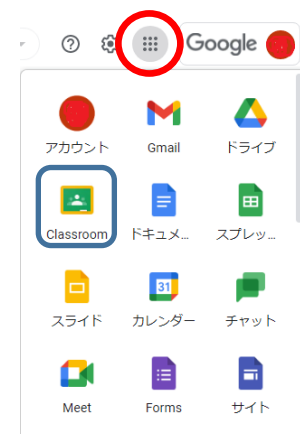 Google
アカウント Gmail ドライブ
Classroom ドキュメ... スプレッ...
31
スライド カレンダー チャット
Meet Forms サイト